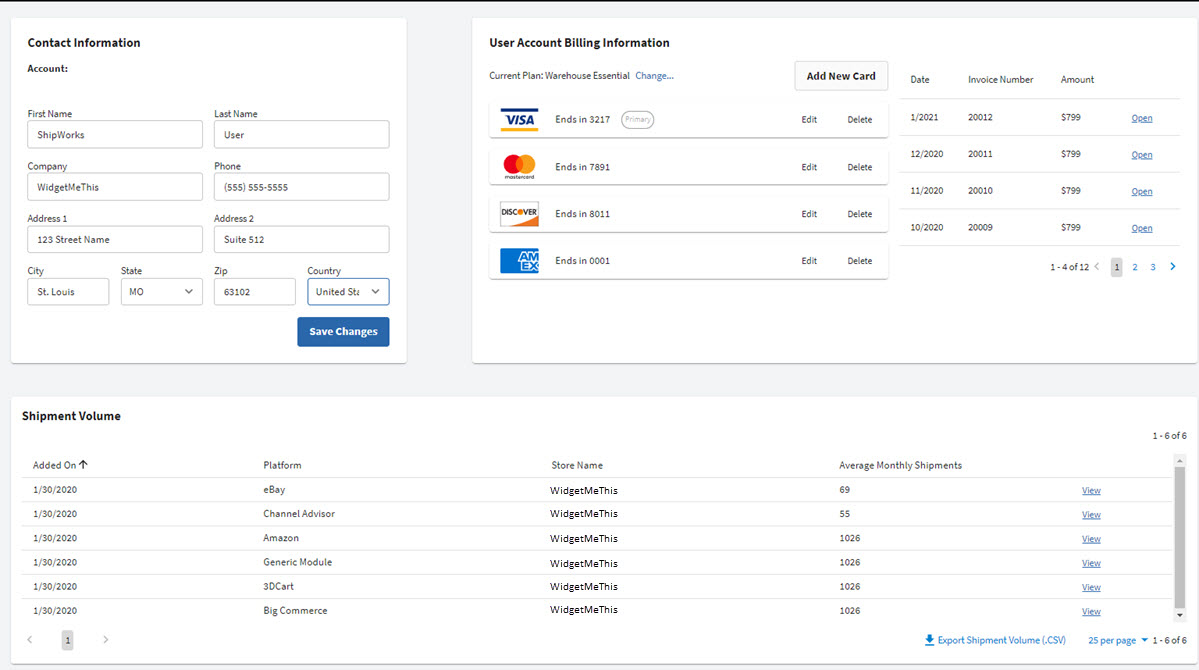 Contact Information
Account:
First Name Last Name
ShipWorks User
Company Phone
WidgetMeThis (555) 555-5555
Address 1 Address 2
123 Street Name Suite 512
City State Zip Country
St. Louis MO 63102 United Sta
Save Changes
User Account Billing Information
Current Plan: Warehouse Essential Change...
Add New Card
VISA Ends in 3217 Primary Edit Delete
mastercard Ends in 7891 Edit Delete
DISCOVER Ends in 8011 Edit Delete
AM EX Ends in 0001 Edit Delete
Date Invoice Number Amount
1/2021 20012 $799 Open
12/2020 20011 $799 Open
11/2020 20010 $799 Open
10/2020 20009 $799 Open
1 - 4 of 12 1 2 3
Shipment Volume
1 - 6 of 6
Added On Platform Store Name Average Monthly Shipments
1/30/2020 eBay WidgetMeThis 69 View
1/30/2020 Channel Advisor WidgetMeThis 55 View
1/30/2020 Amazon WidgetMeThis 1026 View
1/30/2020 Generic Module WidgetMeThis 1026 View
1/30/2020 3DCart WidgetMeThis 1026 View
1/30/2020 Big Commerce WidgetMeThis 1026 View
1 Export Shipment Volume (.CSV) 25 per page 1 - 6 of 6